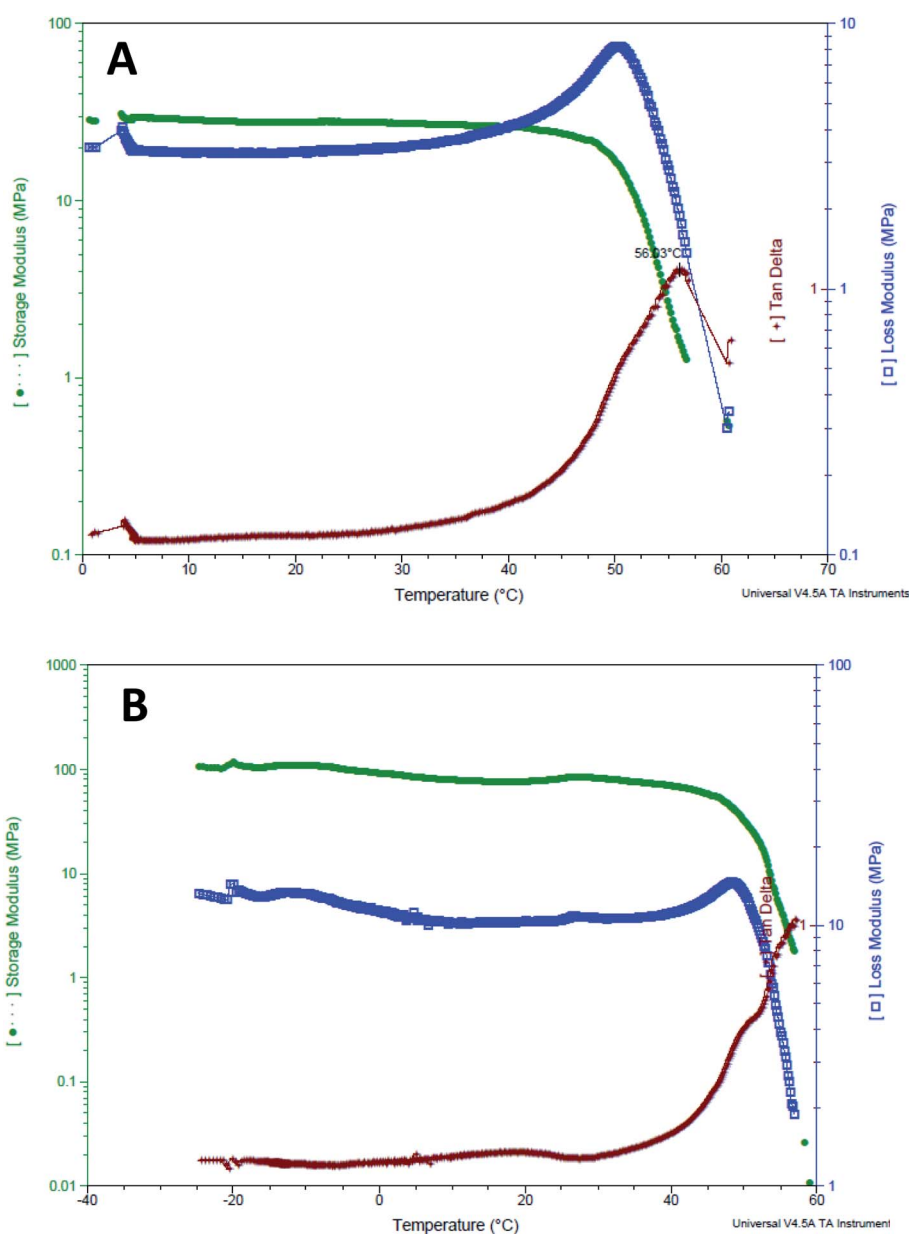 A
100
10
1
0.1
[ ●· · · ] Storage Modulus (MPa)
56.03°C
1
[ + ] Tan Delta
10
1
0.1
[ □ ] Loss Modulus (MPa)
0 10 20 30 40 50 60 70
Temperature (°C)
Universal V4.5A TA Instruments
B
1000
100
10
1
0.1
0.01
[ ●· · · ] Storage Modulus (MPa)
1
Tan Delta
100
10
1
[ □ ] Loss Modulus (MPa)
-40 -20 0 20 40 60
Temperature (°C)
Universal V4.5A TA Instrument